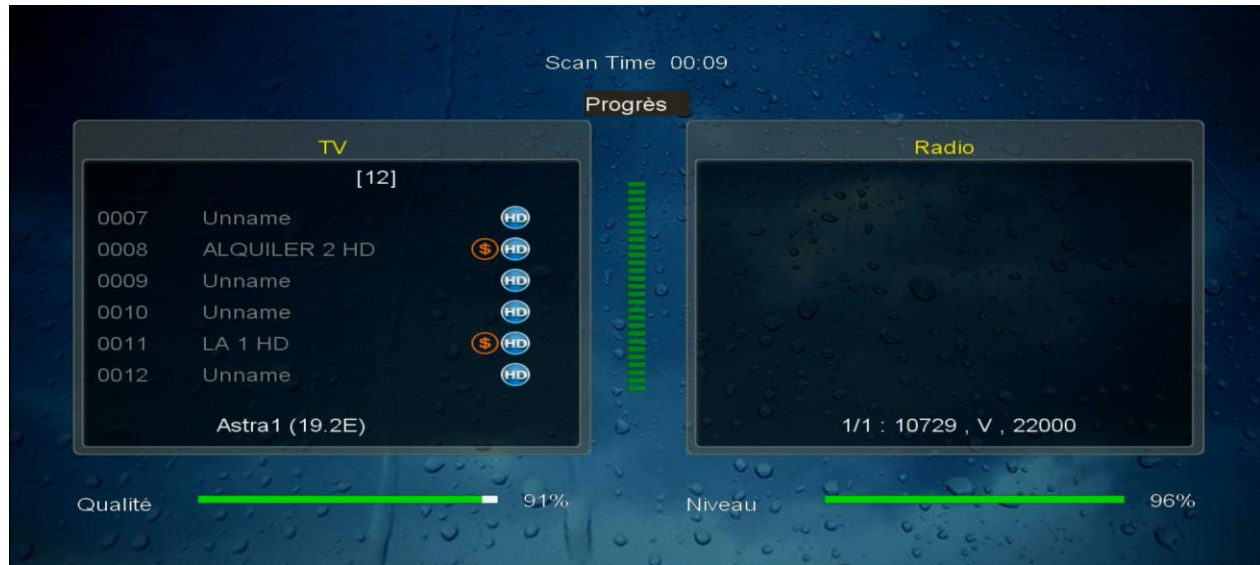 Scan Time 00:09
Progrès
TV
[12]
0007 Unname HD
0008 ALQUILER 2 HD $ HD
0009 Unname HD
0010 Unname HD
0011 LA 1 HD $ HD
0012 Unname HD
Astra1 (19.2E)
Radio
1/1 : 10729 , V , 22000
Qualité 91%
Niveau 96%